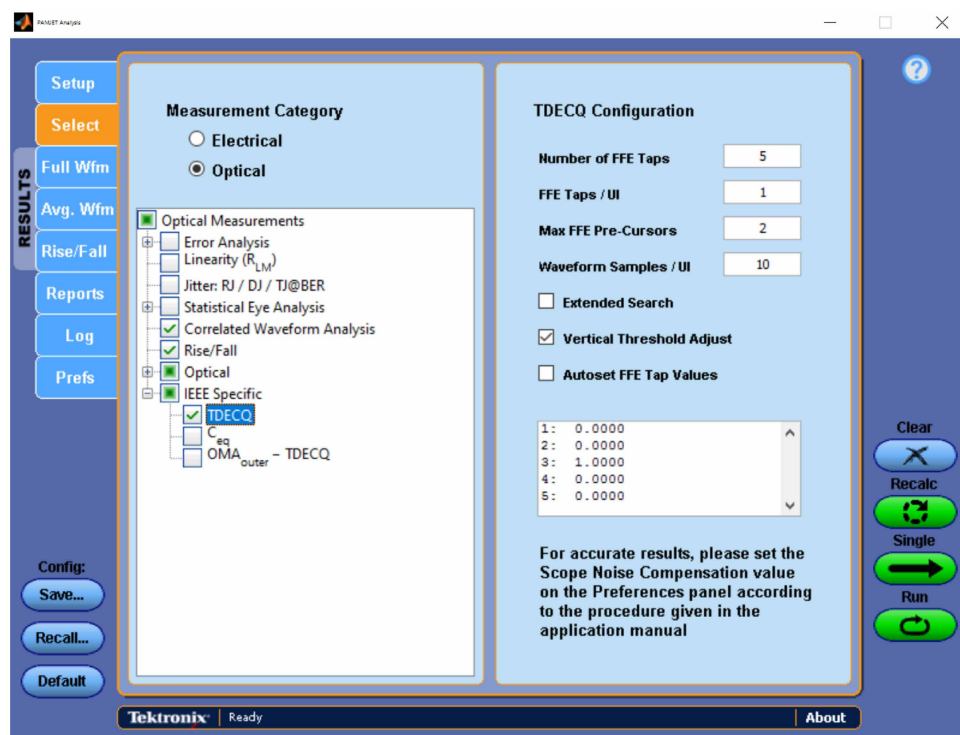 PAMJET Analysis
?
Setup
Select
RESULTS
Full Wfm
Avg. Wfm
Rise/Fall
Reports
Log
Prefs
Config:
Save...
Recall...
Default
Measurement Category
Electrical
Optical
Optical Measurements
Error Analysis
Linearity (RLM)
Jitter: RJ / DJ / TJ@BER
Statistical Eye Analysis
Correlated Waveform Analysis
Rise/Fall
Optical
IEEE Specific
TDECQ
Ceq
OMAouter – TDECQ
TDECQ Configuration
Number of FFE Taps 5
FFE Taps / UI 1
Max FFE Pre-Cursors 2
Waveform Samples / UI 10
Extended Search
Vertical Threshold Adjust
Autoset FFE Tap Values
1: 0.0000
2: 0.0000
3: 1.0000
4: 0.0000
5: 0.0000
For accurate results, please set the
Scope Noise Compensation value
on the Preferences panel according
to the procedure given in the
application manual
Clear
Recalc
Single
Run
Tektronix Ready
About